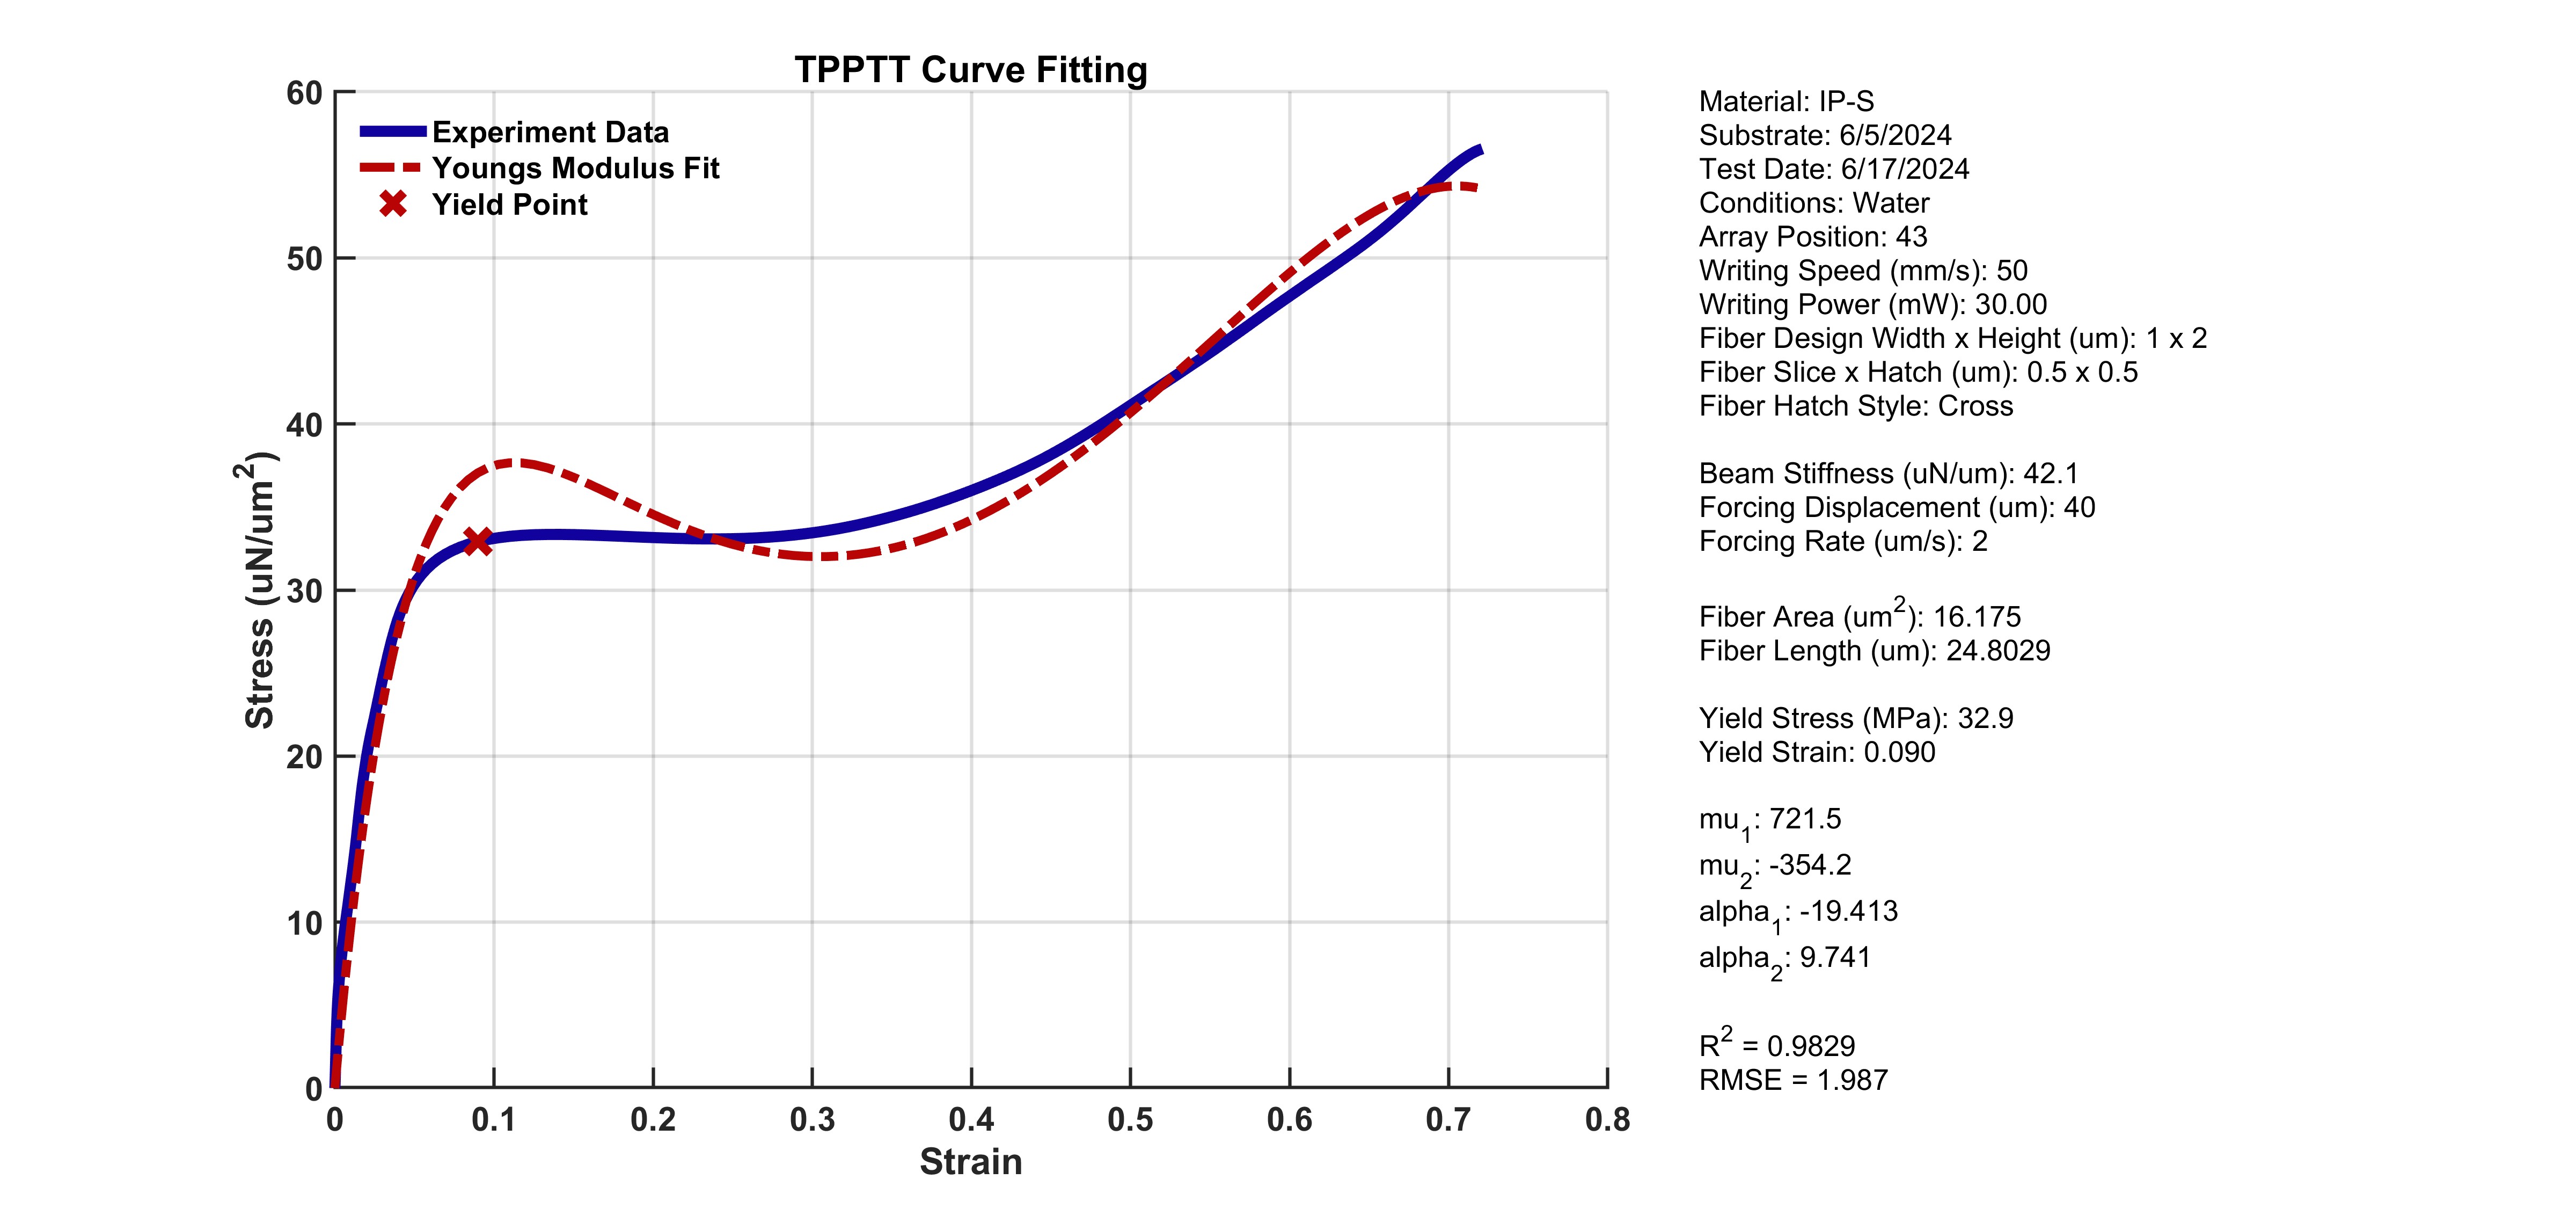 TPPTT Curve Fitting
Experiment Data
Youngs Modulus Fit
Yield Point
60
50
40
30
20
10
0
Stress (uN/um²)
0 0.1 0.2 0.3 0.4 0.5 0.6 0.7 0.8
Strain
Material: IP-S
Substrate: 6/5/2024
Test Date: 6/17/2024
Conditions: Water
Array Position: 43
Writing Speed (mm/s): 50
Writing Power (mW): 30.00
Fiber Design Width x Height (um): 1 x 2
Fiber Slice x Hatch (um): 0.5 x 0.5
Fiber Hatch Style: Cross
Beam Stiffness (uN/um): 42.1
Forcing Displacement (um): 40
Forcing Rate (um/s): 2
Fiber Area (um²): 16.175
Fiber Length (um): 24.8029
Yield Stress (MPa): 32.9
Yield Strain: 0.090
mu₁: 721.5
mu₂: -354.2
alpha₁: -19.413
alpha₂: 9.741
R² = 0.9829
RMSE = 1.987